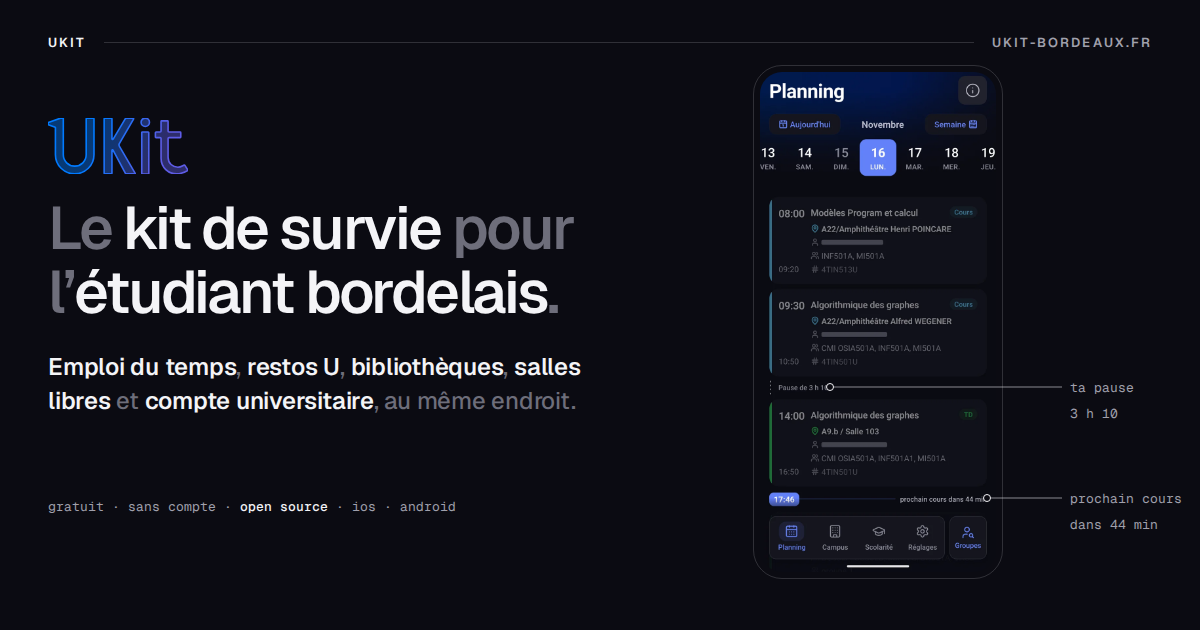 UKIT
UKIT-BORDEAUX.FR
UKit
Le kit de survie pour
l’étudiant bordelais.
Emploi du temps, restos U, bibliothèques, salles
libres et compte universitaire, au même endroit.
gratuit · sans compte · open source · ios · android
Planning
Aujourd'hui
Novembre
Semaine
13 14 15 16 17 18 19
VEN. SAM. DIM. LUN. MAR. MER. JEU.
08:00 Modèles Program et calcul Cours
A22/Amphithéâtre Henri POINCARE
INF501A, MI501A
09:20 # 4TIN513U
09:30 Algorithmique des graphes Cours
A22/Amphithéâtre Alfred WEGENER
CMI OSIA501A, INF501A, MI501A
10:50 # 4TIN501U
Pause de 3 h
ta pause
3 h 10
14:00 Algorithmique des graphes TD
A9.b / Salle 103
CMI OSIA501A, INF501A1, MI501A
16:50 # 4TIN501U
17:46 prochain cours dans 44
prochain cours
dans 44 min
Planning Campus Scolarité Réglages Groupes